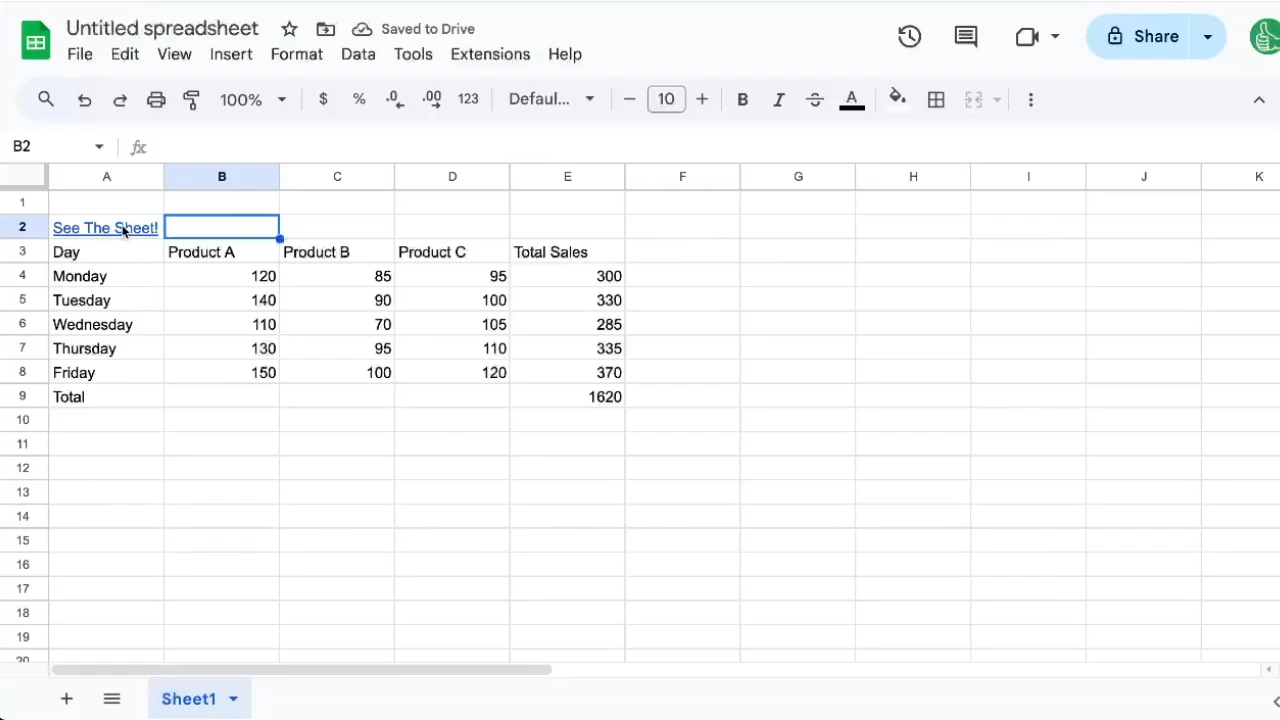 Untitled spreadsheet Saved to Drive
File Edit View Insert Format Data Tools Extensions Help
Share
100% $ % .0 .00 123 Defaul... 10 B I A
B2 fx
A B C D E F G H I J K
1
2 See The Sheet!
3 Day Product A Product B Product C Total Sales
4 Monday 120 85 95 300
5 Tuesday 140 90 100 330
6 Wednesday 110 70 105 285
7 Thursday 130 95 110 335
8 Friday 150 100 120 370
9 Total 1620
10
11
12
13
14
15
16
17
18
19
20
Sheet1